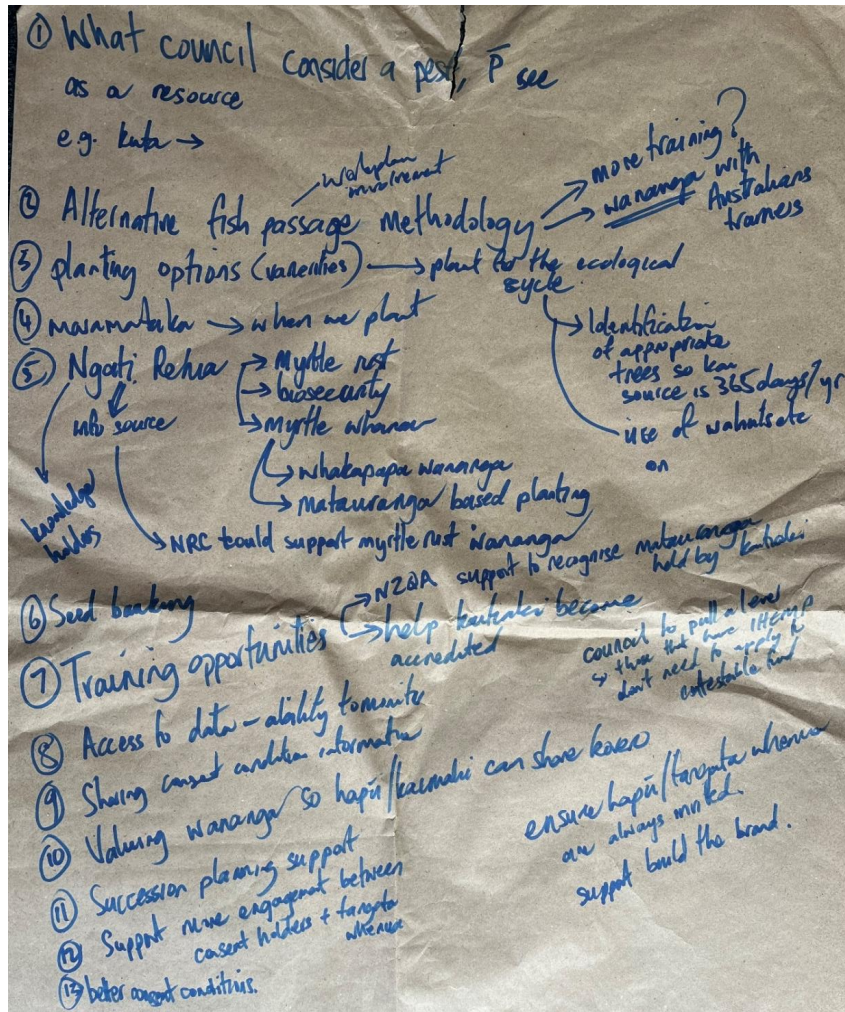 ① What council consider a pest, p̄ see
as a resource
e.g. kuta →
② Alternative fish passage methodology
workplan involvement
→ more training?
→ wananga with Australians trainers
③ planting options (varieties) → plant for the ecological cycle
→ Identification
of appropriate
trees so kai
source is 365 days/yr
use of walnuts etc
on
④ maramataka → when we plant
⑤ Ngati Rehua → Myrtle rust
→ biosecurity
→ Myrtle whanau
→ whakapapa wananga
→ matauranga based planting
info source
knowledge
holders
→ NRC could support myrtle rust wananga
⑥ Seed banking
⑦ Training opportunities → NZQA support to recognise matauranga
held by kaitiaki
→ help kaitiaki become
accredited
council to pull a lever
so those that have IHEMP
don't need to apply to
contestable fund
⑧ Access to data - ability to monitor
⑨ Sharing consent condition information
⑩ Valuing wananga so hapū/kaimahi can share korero
ensure hapū/tangata whenua
are always invited.
support build the brand.
⑪ Succession planning support
⑫ Support more engagement between
consent holders + tangata
whenua
⑬ better consent conditions.